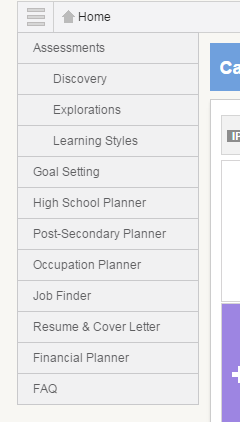 Home
Assessments
Discovery
Explorations
Learning Styles
Goal Setting
High School Planner
Post-Secondary Planner
Occupation Planner
Job Finder
Resume & Cover Letter
Financial Planner
FAQ
Ca